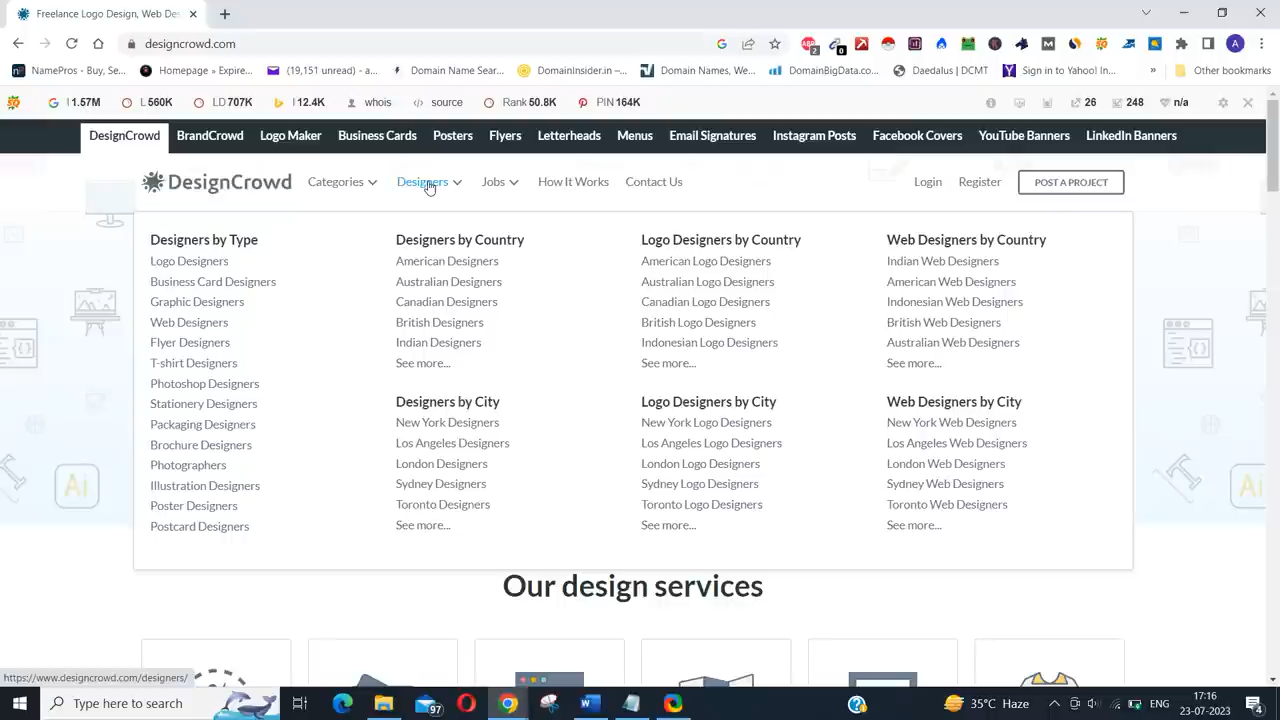 Freelance Logo Design, Web Des
designcrowd.com
NamePros - Buy, Se...
Homepage » Expire...
(19,151 unread) - a...
Domain Name Sear...
DomainInsider.in –...
Domain Names, We...
DomainBigData.co...
Daedalus | DCMT
Sign in to Yahoo! In...
»
Other bookmarks
I 1.57M
L 560K
LD 707K
I 12.4K
whois
source
Rank 50.8K
PIN 164K
26
248
n/a
DesignCrowd
BrandCrowd
Logo Maker
Business Cards
Posters
Flyers
Letterheads
Menus
Email Signatures
Instagram Posts
Facebook Covers
YouTube Banners
LinkedIn Banners
DesignCrowd
Categories
Designers
Jobs
How It Works
Contact Us
Login
Register
POST A PROJECT
Designers by Type
Logo Designers
Business Card Designers
Graphic Designers
Web Designers
Flyer Designers
T-shirt Designers
Photoshop Designers
Stationery Designers
Packaging Designers
Brochure Designers
Photographers
Illustration Designers
Poster Designers
Postcard Designers
Designers by Country
American Designers
Australian Designers
Canadian Designers
British Designers
Indian Designers
See more...
Designers by City
New York Designers
Los Angeles Designers
London Designers
Sydney Designers
Toronto Designers
See more...
Logo Designers by Country
American Logo Designers
Australian Logo Designers
Canadian Logo Designers
British Logo Designers
Indonesian Logo Designers
See more...
Logo Designers by City
New York Logo Designers
Los Angeles Logo Designers
London Logo Designers
Sydney Logo Designers
Toronto Logo Designers
See more...
Web Designers by Country
Indian Web Designers
American Web Designers
Indonesian Web Designers
British Web Designers
Australian Web Designers
See more...
Web Designers by City
New York Web Designers
Los Angeles Web Designers
London Web Designers
Sydney Web Designers
Toronto Web Designers
See more...
Ai
Ai
Our design services
https://www.designcrowd.com/designers/
Type here to search
97
35°C Haze
ENG
17:16
23-07-2023